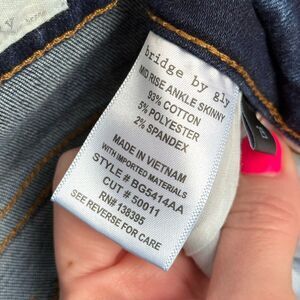 bridge by gly
MID RISE ANKLE SKINNY
93% COTTON
5% POLYESTER
2% SPANDEX
MADE IN VIETNAM
WITH IMPORTED MATERIALS
STYLE # BG5414AA
CUT # 50011
RN# 138395
SEE REVERSE FOR CARE